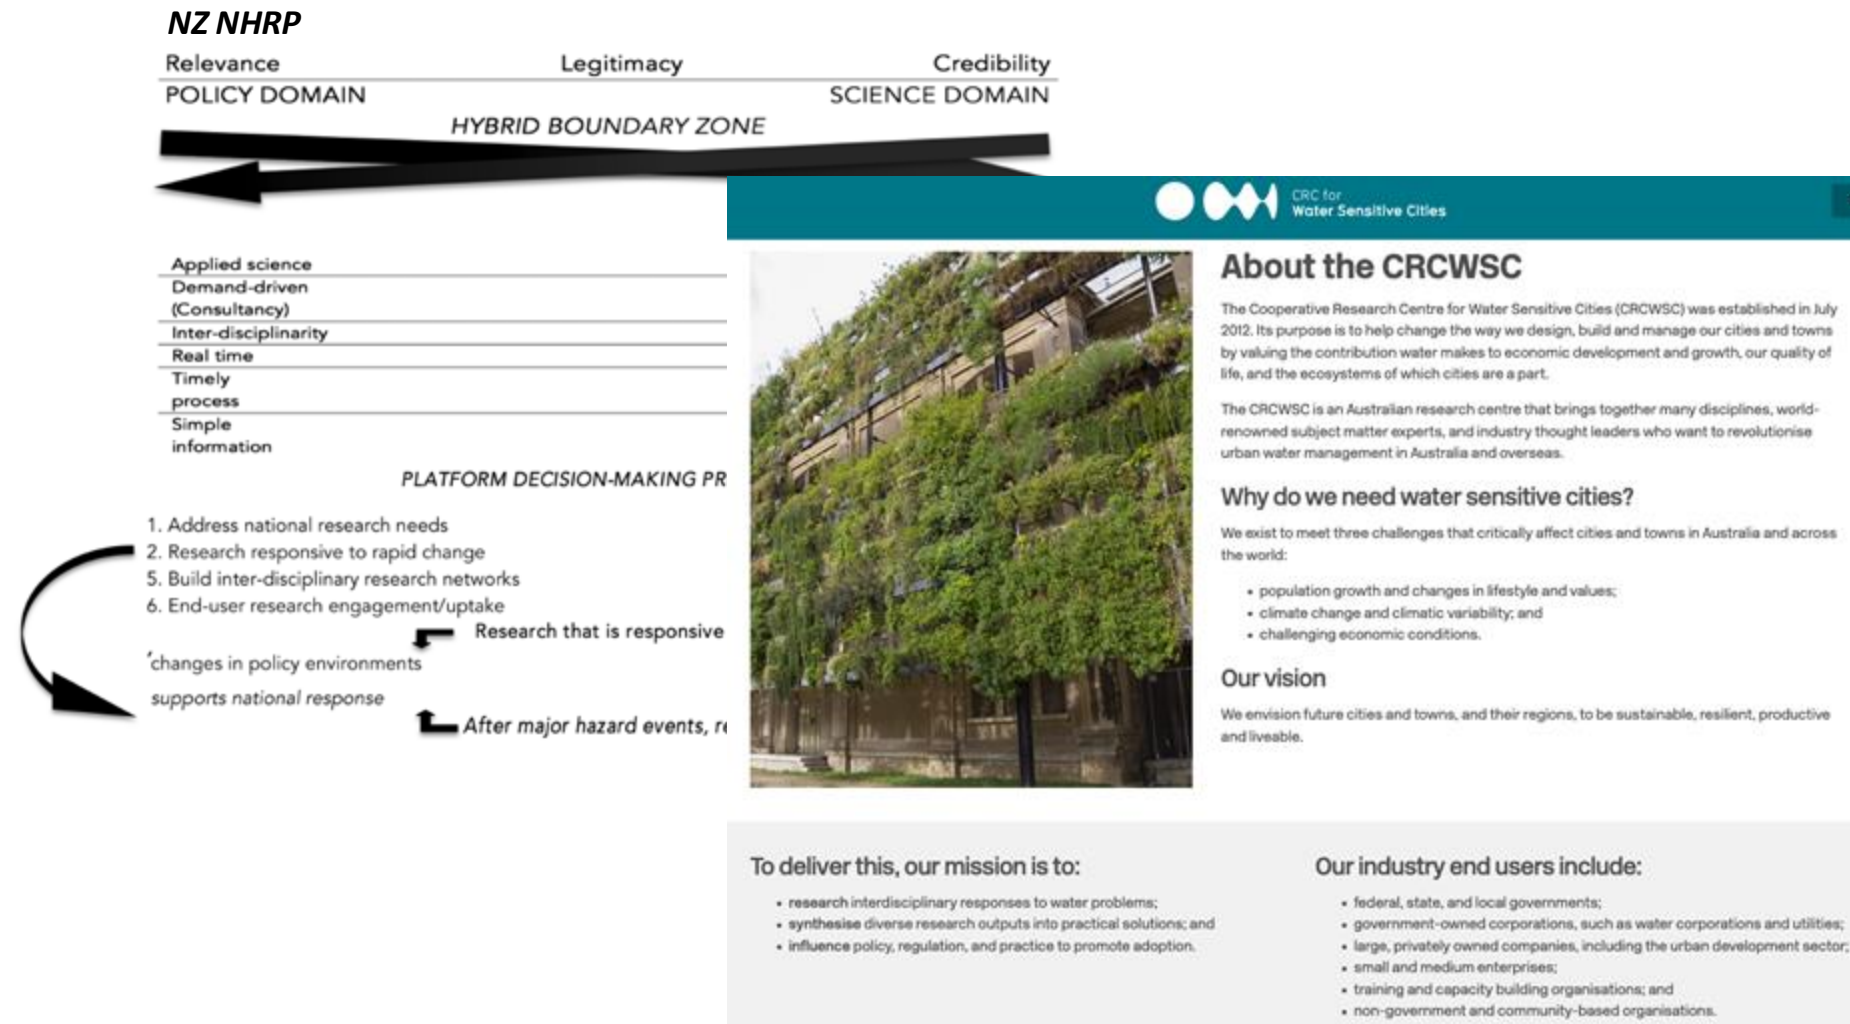 NZ NHRP
Relevance Legitimacy Credibility
POLICY DOMAIN SCIENCE DOMAIN
HYBRID BOUNDARY ZONE
Applied science
Demand-driven
(Consultancy)
Inter-disciplinarity
Real time
Timely
process
Simple
information
PLATFORM DECISION-MAKING PR
1. Address national research needs
2. Research responsive to rapid change
5. Build inter-disciplinary research networks
6. End-user research engagement/uptake
Research that is responsive
'changes in policy environments
supports national response
After major hazard events, re
CRC for
Water Sensitive Cities
About the CRCWSC
The Cooperative Research Centre for Water Sensitive Cities (CRCWSC) was established in July
2012. Its purpose is to help change the way we design, build and manage our cities and towns
by valuing the contribution water makes to economic development and growth, our quality of
life, and the ecosystems of which cities are a part.
The CRCWSC is an Australian research centre that brings together many disciplines, world-
renowned subject matter experts, and industry thought leaders who want to revolutionise
urban water management in Australia and overseas.
Why do we need water sensitive cities?
We exist to meet three challenges that critically affect cities and towns in Australia and across
the world:
• population growth and changes in lifestyle and values;
• climate change and climatic variability; and
• challenging economic conditions.
Our vision
We envision future cities and towns, and their regions, to be sustainable, resilient, productive
and liveable.
To deliver this, our mission is to:
• research interdisciplinary responses to water problems;
• synthesise diverse research outputs into practical solutions; and
• influence policy, regulation, and practice to promote adoption.
Our industry end users include:
• federal, state, and local governments;
• government-owned corporations, such as water corporations and utilities;
• large, privately owned companies, including the urban development sector;
• small and medium enterprises;
• training and capacity building organisations; and
• non-government and community-based organisations.